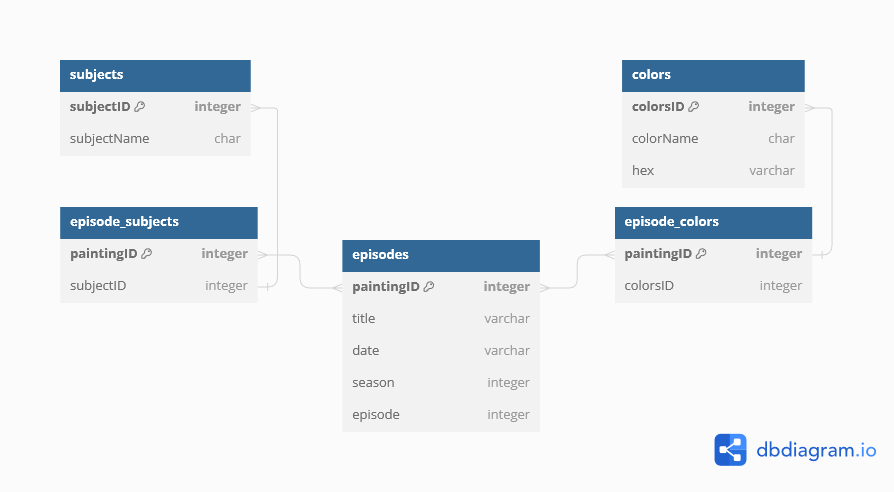 subjects
subjectID integer
subjectName char
colors
colorsID integer
colorName char
hex varchar
episode_subjects
paintingID integer
subjectID integer
episodes
paintingID integer
title varchar
date varchar
season integer
episode integer
episode_colors
paintingID integer
colorsID integer
dbdiagram.io